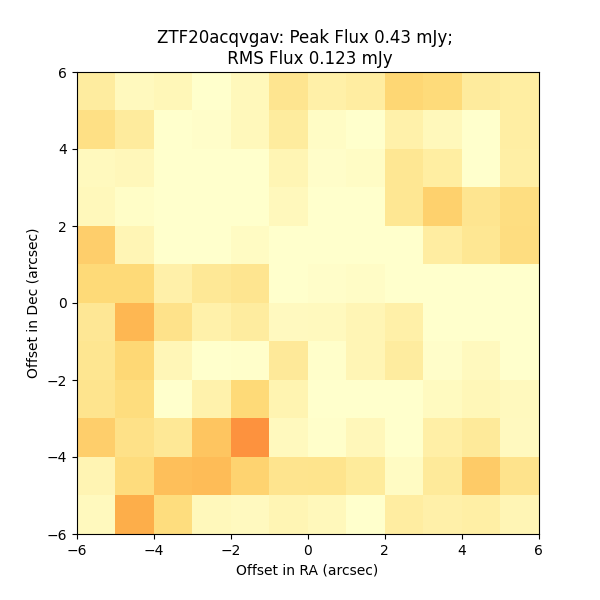 ZTF20acqvgav: Peak Flux 0.43 mJy;
RMS Flux 0.123 mJy
6
4
2
0
−2
−4
−6
Offset in Dec (arcsec)
−6 −4 −2 0 2 4 6
Offset in RA (arcsec)